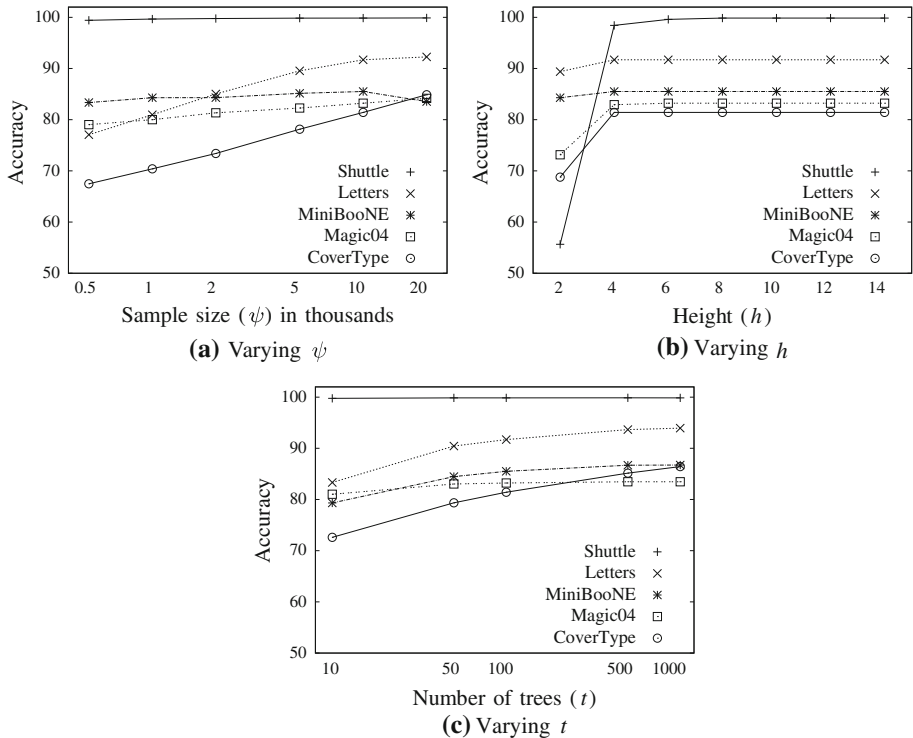 100
90
80
70
60
50
Accuracy
Shuttle
Letters
MiniBooNE
Magic04
CoverType
0.5 1 2 5 10 20
Sample size (ψ) in thousands
(a) Varying ψ
100
90
80
70
60
50
Accuracy
Shuttle
Letters
MiniBooNE
Magic04
CoverType
2 4 6 8 10 12 14
Height (h)
(b) Varying h
100
90
80
70
60
50
Accuracy
Shuttle
Letters
MiniBooNE
Magic04
CoverType
10 50 100 500 1000
Number of trees (t)
(c) Varying t